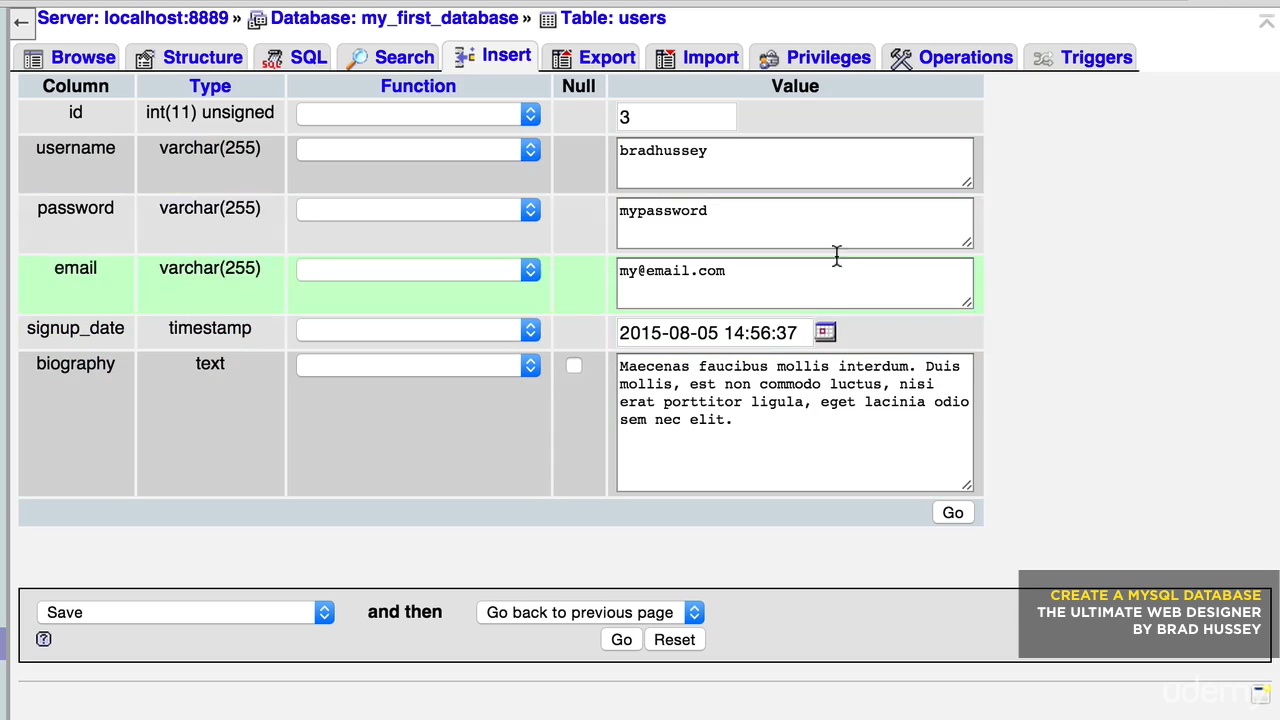 Server: localhost:8889 » Database: my_first_database » Table: users
Browse Structure SQL Search Insert Export Import Privileges Operations Triggers
Column Type Function Null Value
id int(11) unsigned 3
username varchar(255) bradhussey
password varchar(255) mypassword
email varchar(255) my@email.com
signup_date timestamp 2015-08-05 14:56:37
biography text Maecenas faucibus mollis interdum. Duis
mollis, est non commodo luctus, nisi
erat porttitor ligula, eget lacinia odio
sem nec elit.
Go
Save and then Go back to previous page
Go Reset
CREATE A MYSQL DATABASE
THE ULTIMATE WEB DESIGNER
BY BRAD HUSSEY
udemy